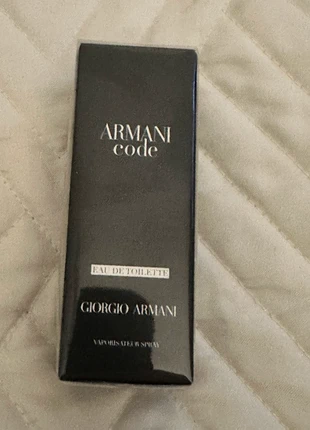 ARMANI
code
EAU DE TOILETTE
GIORGIO ARMANI
VAPORISATEUR SPRAY